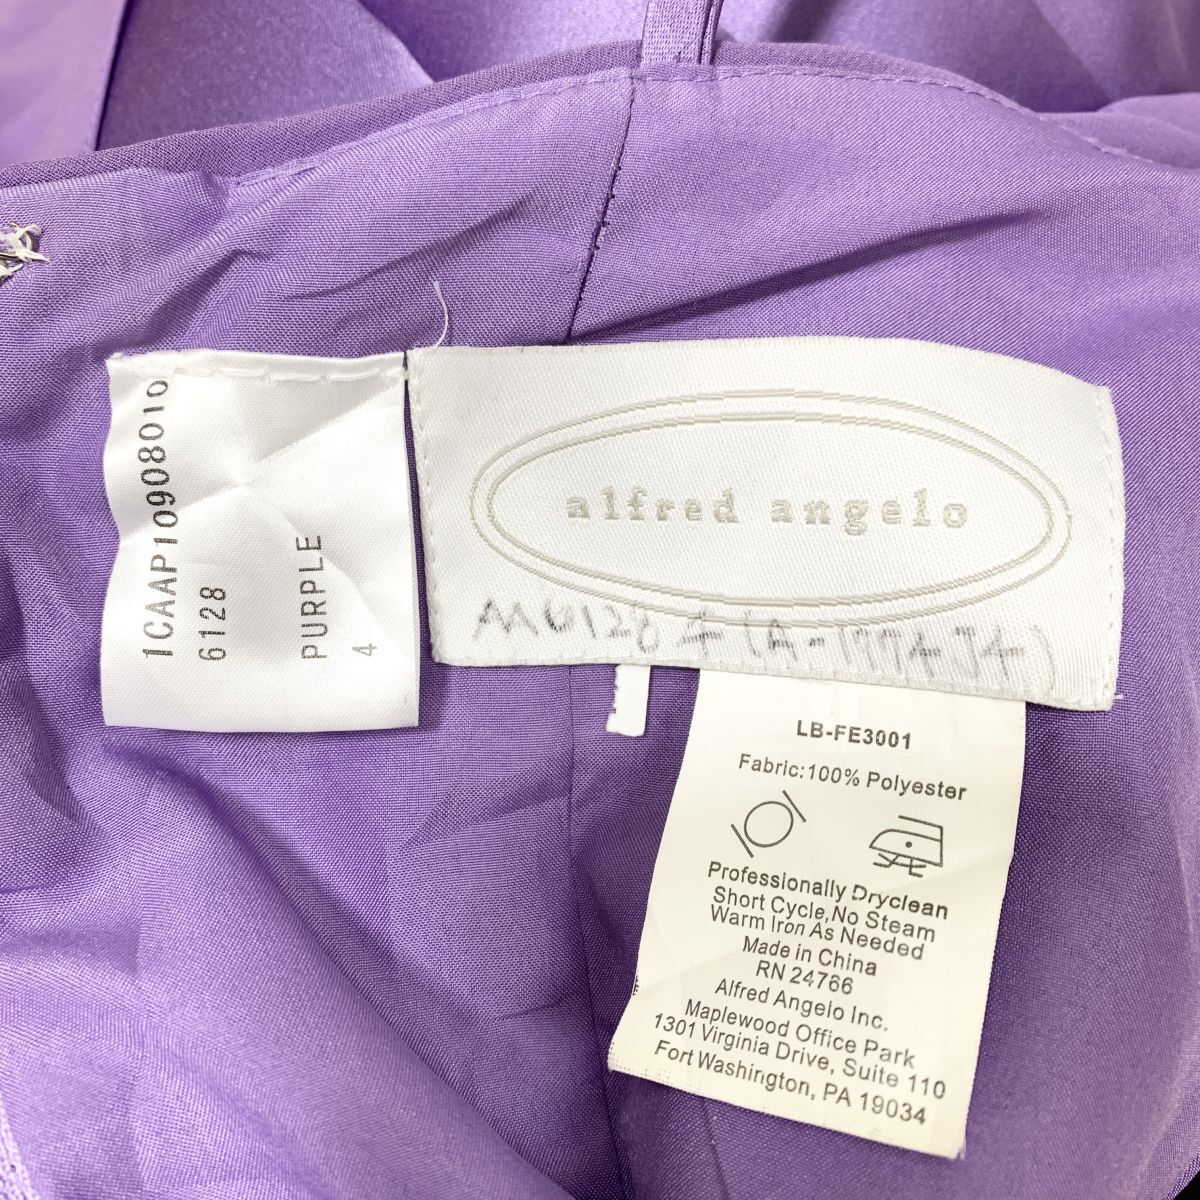 1CAAP10908010
6128
PURPLE
4
alfred angelo
LB-FE3001
Fabric:100% Polyester
Professionally Dryclean
Short Cycle,No Steam
Warm Iron As Needed
Made in China
RN 24766
Alfred Angelo Inc.
Maplewood Office Park
1301 Virginia Drive, Suite 110
Fort Washington, PA 19034